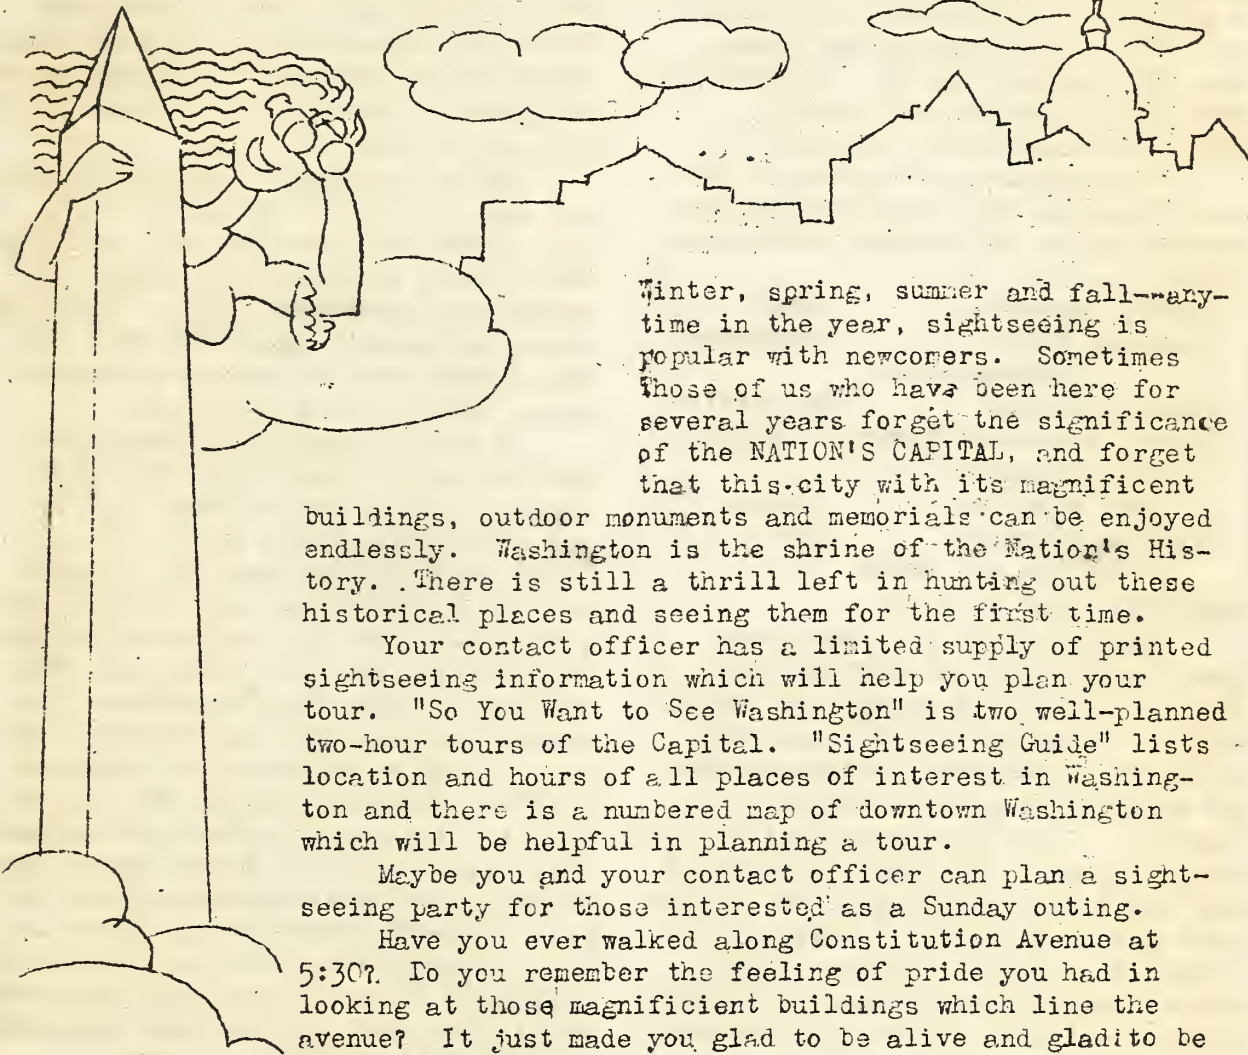 Winter, spring, summer and fall--any-
time in the year, sightseeing is
popular with newcomers. Sometimes
those of us who have been here for
several years forget the significance
of the NATION'S CAPITAL, and forget
that this city with its magnificent
buildings, outdoor monuments and memorials can be enjoyed
endlessly. Washington is the shrine of the Nation's His-
tory. There is still a thrill left in hunting out these
historical places and seeing them for the first time.
Your contact officer has a limited supply of printed
sightseeing information which will help you plan your
tour. "So You Want to See Washington" is two well-planned
two-hour tours of the Capital. "Sightseeing Guide" lists
location and hours of all places of interest in Washing-
ton and there is a numbered map of downtown Washington
which will be helpful in planning a tour.
Maybe you and your contact officer can plan a sight-
seeing party for those interested as a Sunday outing.
Have you ever walked along Constitution Avenue at
5:30? Do you remember the feeling of pride you had in
looking at those magnificient buildings which line the
avenue? It just made you glad to be alive and glad to be